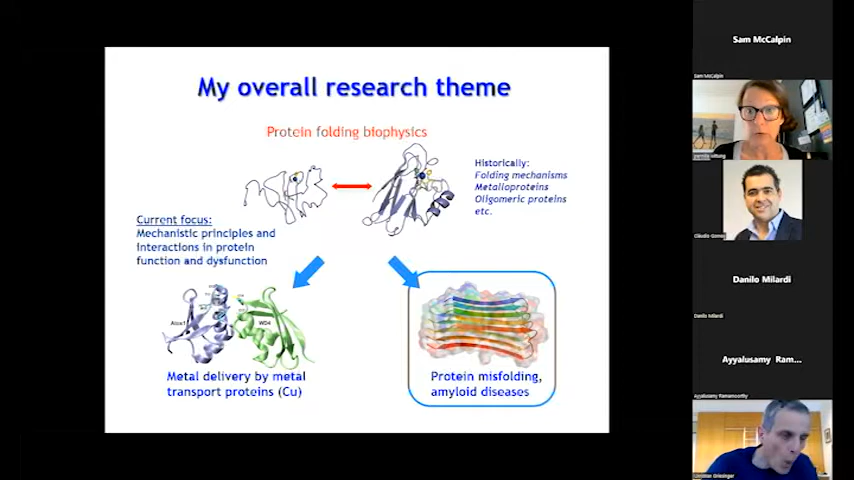 My overall research theme
Protein folding biophysics
Historically:
Folding mechanisms
Metalloproteins
Oligomeric proteins
etc.
Current focus:
Mechanistic principles and
interactions in protein
function and dysfunction
Atox1
WD4
Metal delivery by metal
transport proteins (Cu)
Protein misfolding,
amyloid diseases
Sam McCalpin
Sam McCalpin
Danilo Milardi
Danilo Milardi
Ayyalusamy Ram...
Ayyalusamy Ramamoorthy